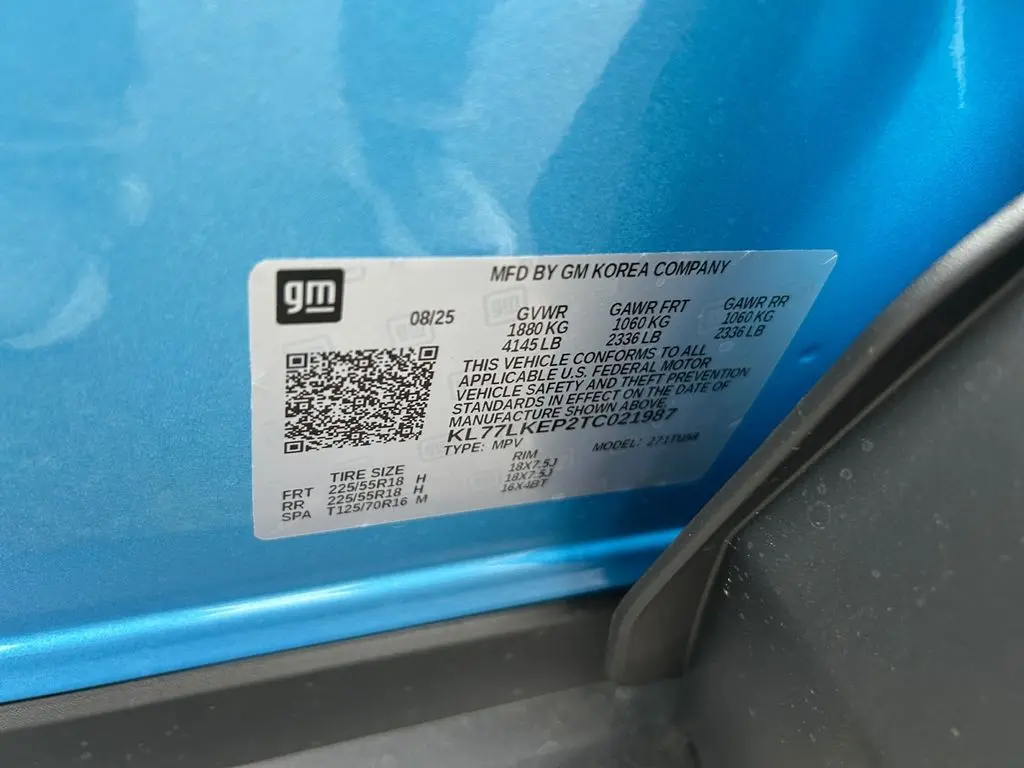 gm
MFD BY GM KOREA COMPANY
08/25
GVWR GAWR FRT GAWR RR
1880 KG 1060 KG 1060 KG
4145 LB 2336 LB 2336 LB
THIS VEHICLE CONFORMS TO ALL
APPLICABLE U.S. FEDERAL MOTOR
VEHICLE SAFETY AND THEFT PREVENTION
STANDARDS IN EFFECT ON THE DATE OF
MANUFACTURE SHOWN ABOVE.
KL77LKEP2TC021987
TYPE: MPV MODEL:
TIRE SIZE RIM
FRT 225/55R18 H 18X7.5J
RR 225/55R18 H 18X7.5J
SPA T125/70R16 M 16X4BT